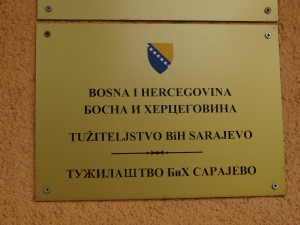 BOSNA I HERCEGOVINA
БОСНА И ХЕРЦЕГОВИНА
TUŽITELJSTVO BiH SARAJEVO
ТУЖИЛАШТВО БиХ САРАЈЕВО